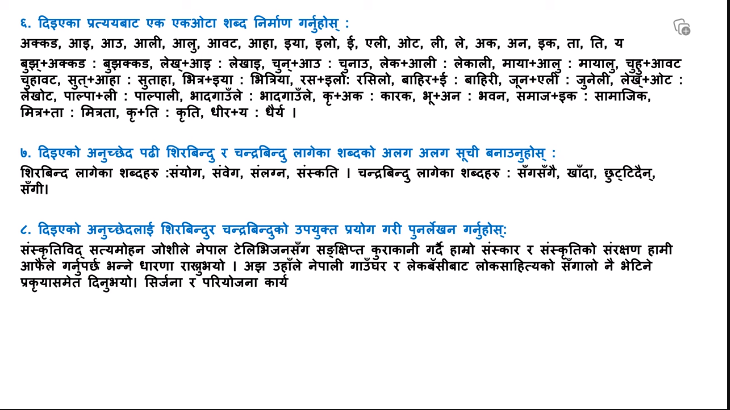 ६. दिइएका प्रत्ययबाट एक एकओटा शब्द निर्माण गर्नुहोस् :
अक्कड, आइ, आउ, आली, आलु, आवट, आहा, इया, इलो, ई, एली, ओट, ली, ले, अक, अन, इक, ता, ति, य
बुझ्+अक्कड : बुझक्कड, लेख्+आइ : लेखाइ, चुन्+आउ : चुनाउ, लेक+आली : लेकाली, माया+आलु : मायालु, चुहु+आवट
चुहावट, सुत्+आहा : सुताहा, भित्र+इया : भित्रिया, रस+इलो: रसिलो, बाहिर+ई : बाहिरी, जून+एली : जुनेली, लेख्+ओट :
लेखोट, पाल्पा+ली : पाल्पाली, भादगाउँले : भादगाउँले, कृ+अक : कारक, भू+अन : भवन, समाज+इक : सामाजिक,
मित्र+ता : मित्रता, कृ+ति : कृति, धीर+य : धैर्य ।
७. दिइएको अनुच्छेद पढी शिरबिन्दु र चन्द्रबिन्दु लागेका शब्दको अलग अलग सूची बनाउनुहोस् :
शिरबिन्द लागेका शब्दहरु :संयोग, संवेग, संलग्न, संस्कति । चन्द्रबिन्दु लागेका शब्दहरु : सँगसँगै, खाँदा, छुट्टिदैन्,
सँगी।
८. दिइएको अनुच्छेदलाई शिरबिन्दुर चन्द्रबिन्दुको उपयुक्त प्रयोग गरी पुनर्लेखन गर्नुहोस्:
संस्कृतिविद् सत्यमोहन जोशीले नेपाल टेलिभिजनसँग सङ्क्षिप्त कुराकानी गर्दै हाम्रो संस्कार र संस्कृतिको संरक्षण हामी
आफैले गर्नुपर्छ भन्ने धारणा राख्नुभयो । अझ उहाँले नेपाली गाउँघर र लेकबँसीबाट लोकसाहित्यको सँगालो नै भेटिने
प्रकृयासमेत दिनुभयो। सिर्जना र परियोजना कार्य